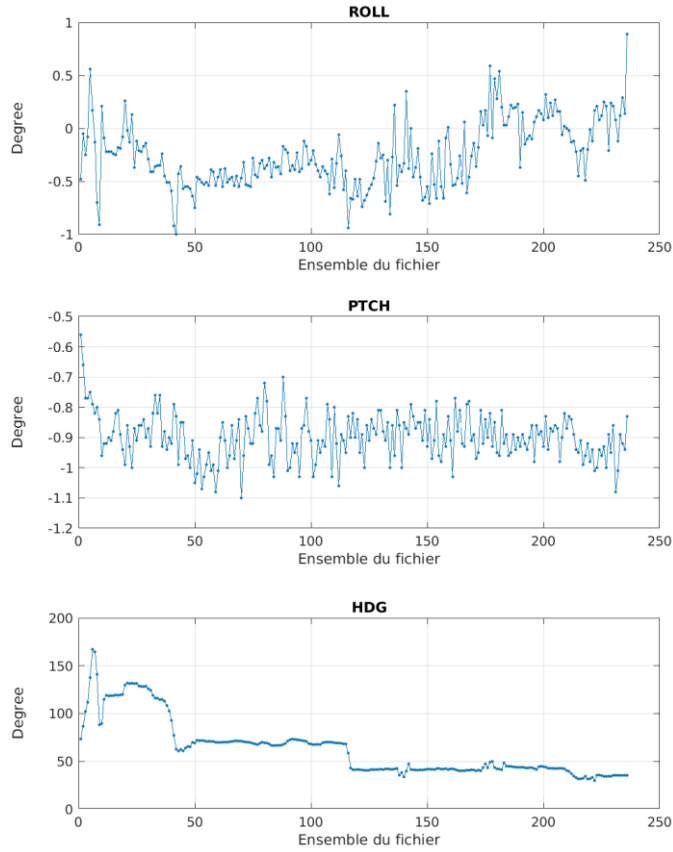 ROLL
1
0.5
0
-0.5
-1
Degree
0 50 100 150 200 250
Ensemble du fichier
PTCH
-0.5
-0.6
-0.7
-0.8
-0.9
-1
-1.1
-1.2
Degree
0 50 100 150 200 250
Ensemble du fichier
HDG
200
150
100
50
0
Degree
0 50 100 150 200 250
Ensemble du fichier